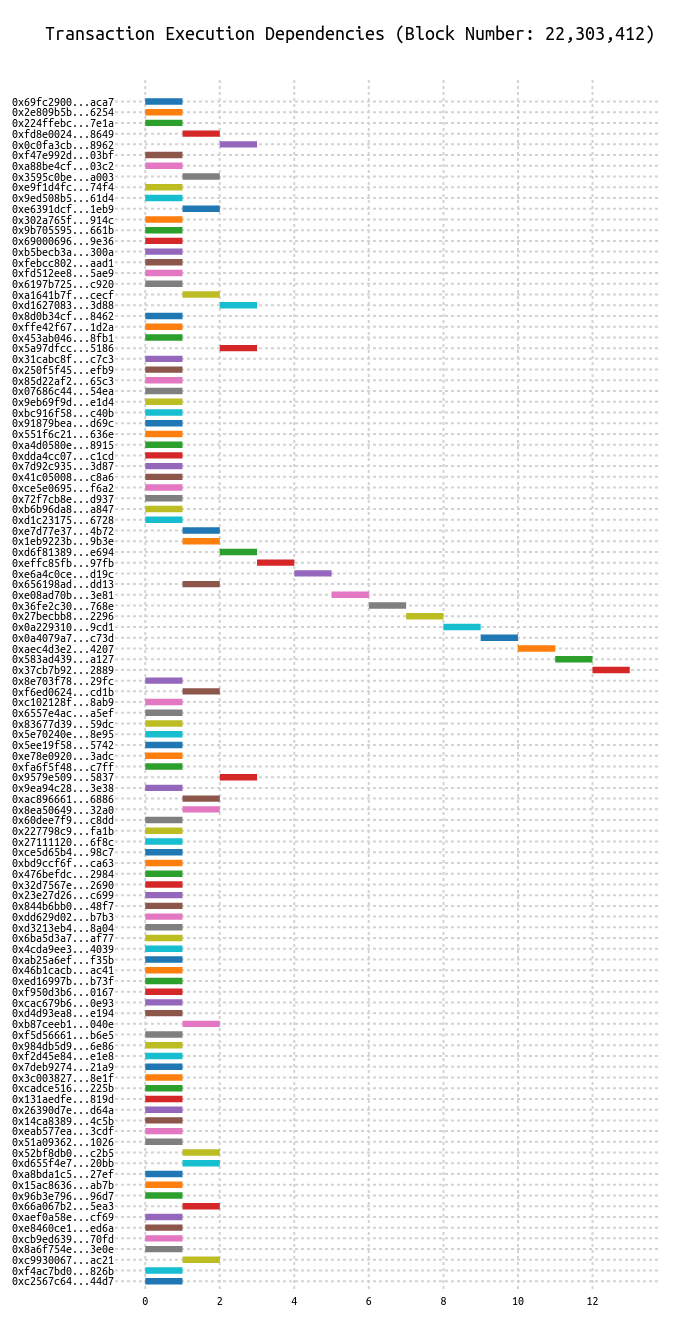 Transaction Execution Dependencies (Block Number: 22,303,412)
0x69fc2900...aca7
0x2e809b5b...6254
0x224ffebc...7e1a
0xfd8e0024...8649
0x0c0fa3cb...8962
0xf47e992d...03bf
0xa88be4cf...03c2
0x3595c0be...a003
0xe9f1d4fc...74f4
0x9ed508b5...61d4
0xe6391dcf...1eb9
0x302a765f...914c
0x9b705595...661b
0x69000696...9e36
0xb5becb3a...300a
0xfebcc802...aad1
0xfd512ee8...5ae9
0x6197b725...c920
0xa1641b7f...cecf
0xd1627083...3d88
0x8d0b34cf...8462
0xffe42f67...1d2a
0x453ab046...8fb1
0x5a97dfcc...5186
0x31cabc8f...c7c3
0x250f5f45...efb9
0x85d22af2...65c3
0x07686c44...54ea
0x9eb69f9d...e1d4
0xbc916f58...c40b
0x91879bea...d69c
0x551f6c21...636e
0xa4d0580e...8915
0xdda4cc07...c1cd
0x7d92c935...3d87
0x41c05008...c8a6
0xce5e0695...f6a2
0x72f7cb8e...d937
0xb6b96da8...a847
0xd1c23175...6728
0xe7d77e37...4b72
0x1eb9223b...9b3e
0xd6f81389...e694
0xeffc85fb...97fb
0xe6a4c0ce...d19c
0x656198ad...dd13
0xe08ad70b...3e81
0x36fe2c30...768e
0x27becbb8...2296
0x0a229310...9cd1
0x0a4079a7...c73d
0xaec4d3e2...4207
0x583ad439...a127
0x37cb7b92...2889
0x8e703f78...29fc
0xf6ed0624...cd1b
0xc102128f...8ab9
0x6557e4ac...a5ef
0x83677d39...59dc
0x5e70240e...8e95
0x5ee19f58...5742
0xe78e0920...3adc
0xfa6f5f48...c7ff
0x9579e509...5837
0x9ea94c28...3e38
0xac896661...6886
0x8ea50649...32a0
0x60dee7f9...c8dd
0x227798c9...fa1b
0x27111120...6f8c
0xce5d65b4...98c7
0xbd9ccf6f...ca63
0x476befdc...2984
0x32d7567e...2690
0x23e27d26...c699
0x844b6bb0...48f7
0xdd629d02...b7b3
0xd3213eb4...8a04
0x6ba5d3a7...af77
0x4cda9ee3...4039
0xab25a6ef...f35b
0x46b1cacb...ac41
0xed16997b...b73f
0xf950d3b6...0167
0xcac679b6...0e93
0xd4d93ea8...e194
0xb87ceeb1...040e
0xf5d56661...b6e5
0x984db5d9...6e86
0xf2d45e84...e1e8
0x7deb9274...21a9
0x3c003827...8e1f
0xcadce516...225b
0x131aedfe...819d
0x26390d7e...d64a
0x14ca8389...4c5b
0xeab577ea...3cdf
0x51a09362...1026
0x52bf8db0...c2b5
0xd655f4e7...20bb
0xa8bda1c5...27ef
0x15ac8636...ab7b
0x96b3e796...96d7
0x66a067b2...5ea3
0xaef0a58e...cf69
0xe8460ce1...ed6a
0xcb9ed639...70fd
0x8a6f754e...3e0e
0xc9930067...ac21
0xf4ac7bd0...826b
0xc2567c64...44d7
0 2 4 6 8 10 12